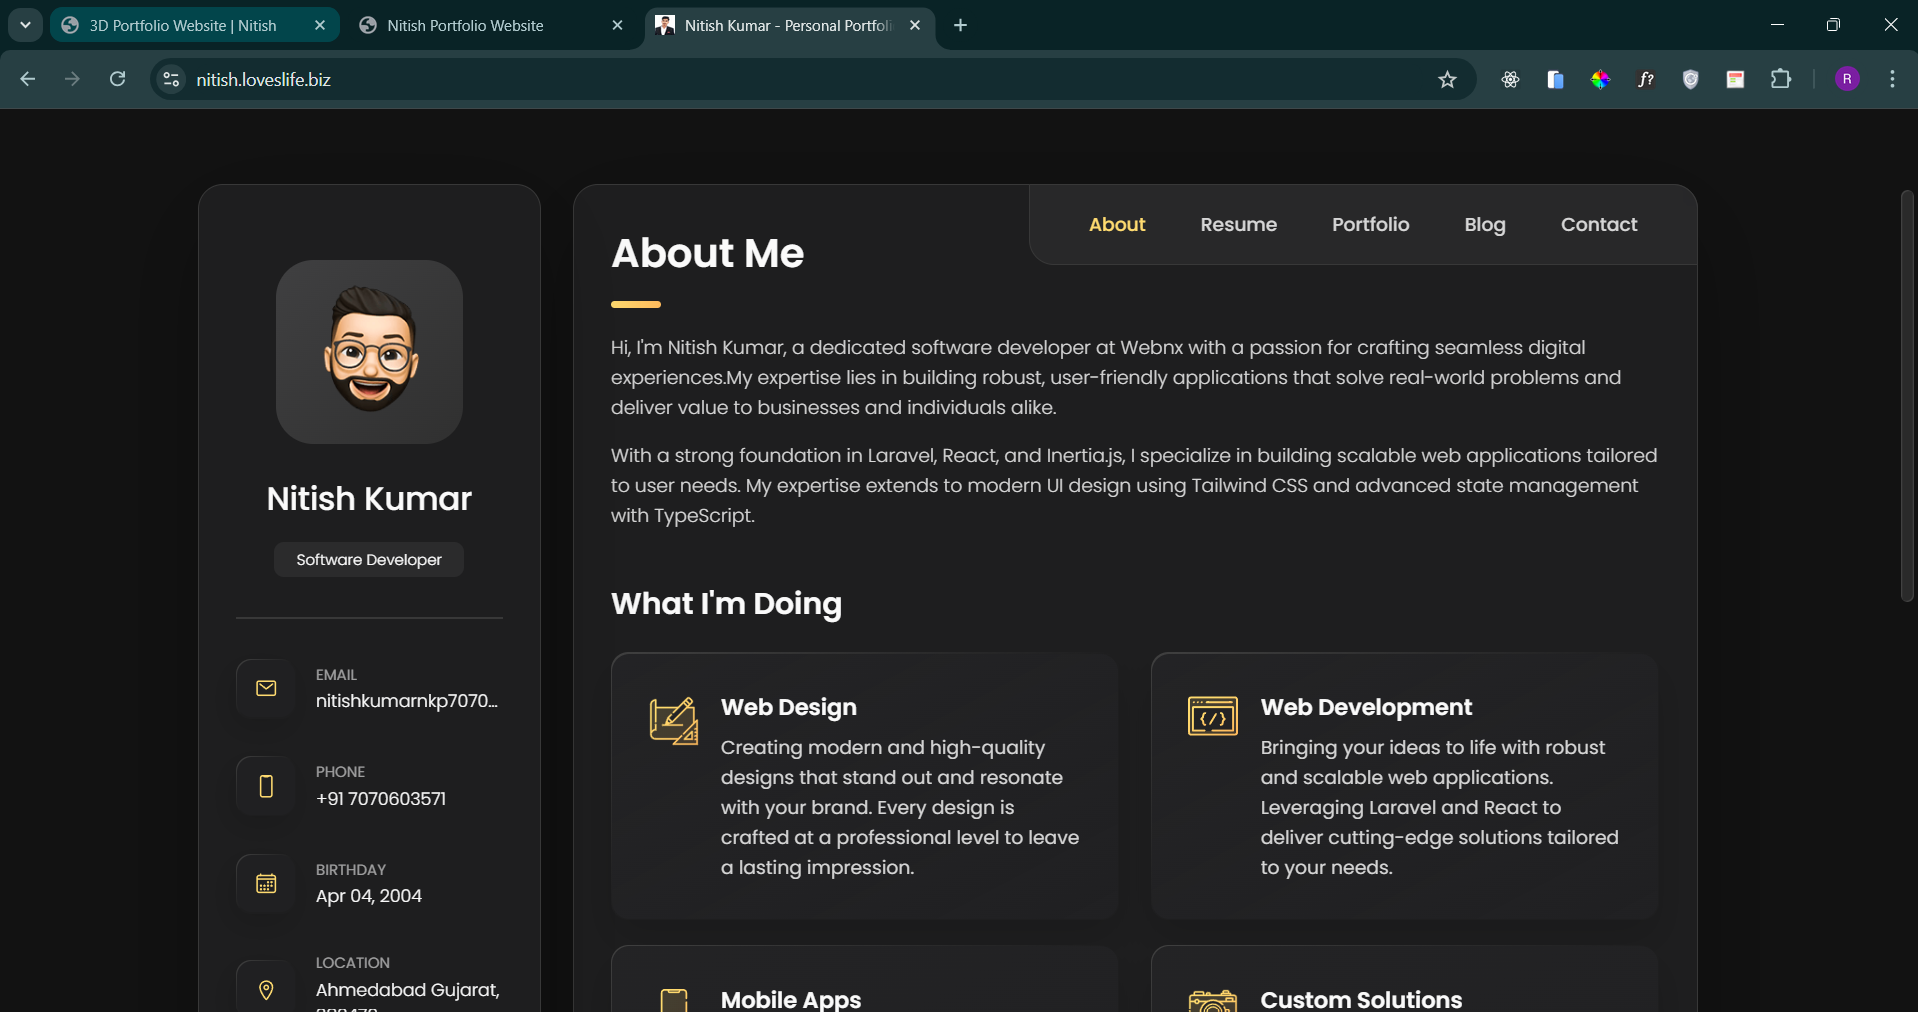 3D Portfolio Website | Nitish
Nitish Portfolio Website
Nitish Kumar - Personal Portfoli
nitish.loveslife.biz
f?
R
About
Resume
Portfolio
Blog
Contact
Nitish Kumar
Software Developer
EMAIL
nitishkumarnkp7070...
PHONE
+91 7070603571
BIRTHDAY
Apr 04, 2004
LOCATION
Ahmedabad Gujarat,
About Me
Hi, I'm Nitish Kumar, a dedicated software developer at Webnx with a passion for crafting seamless digital
experiences.My expertise lies in building robust, user-friendly applications that solve real-world problems and
deliver value to businesses and individuals alike.
With a strong foundation in Laravel, React, and Inertia.js, I specialize in building scalable web applications tailored
to user needs. My expertise extends to modern UI design using Tailwind CSS and advanced state management
with TypeScript.
What I'm Doing
Web Design
Creating modern and high-quality
designs that stand out and resonate
with your brand. Every design is
crafted at a professional level to leave
a lasting impression.
Web Development
Bringing your ideas to life with robust
and scalable web applications.
Leveraging Laravel and React to
deliver cutting-edge solutions tailored
to your needs.
Mobile Apps
Custom Solutions